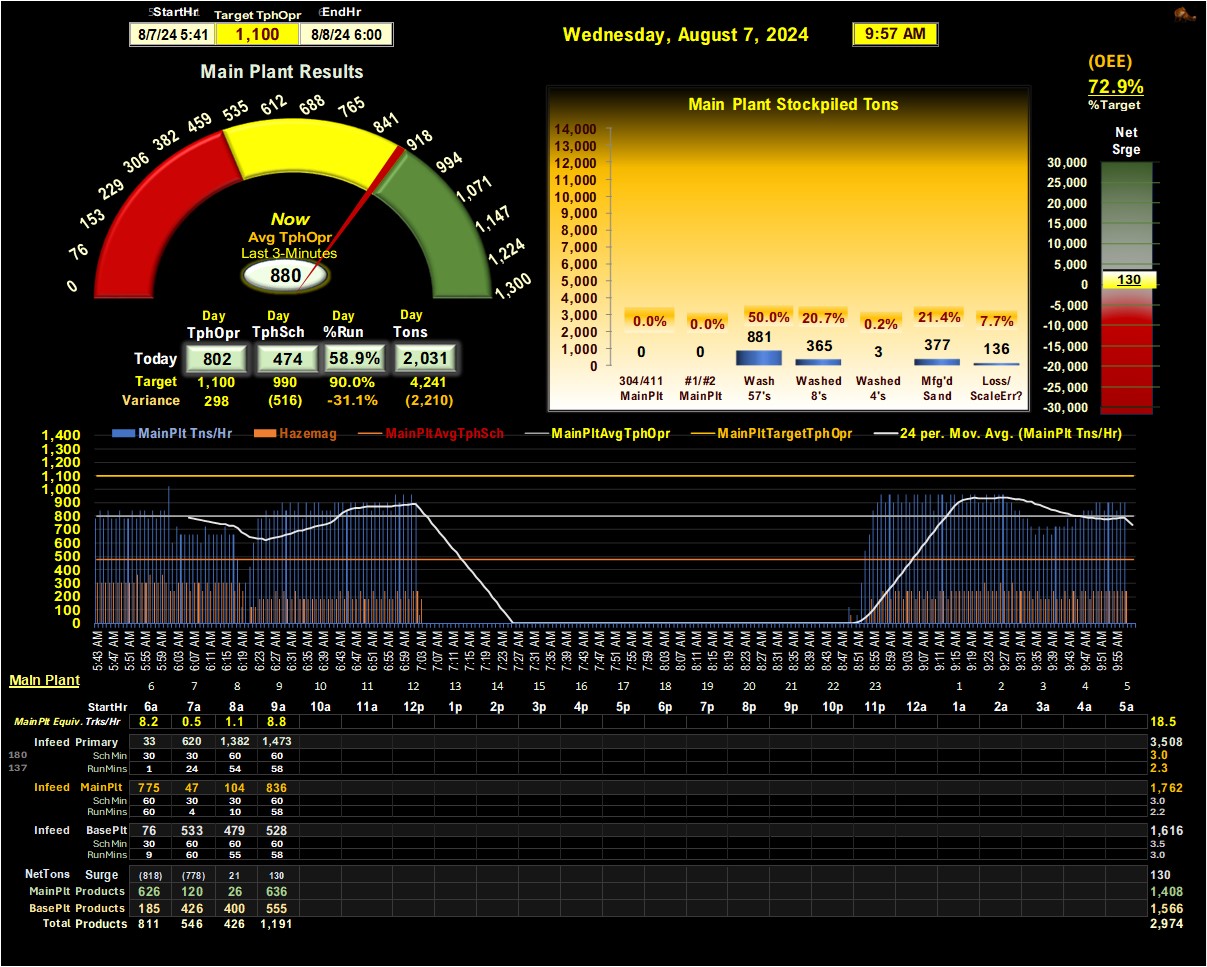 StartHr Target TphOpr EndHr
8/7/24 5:41 1,100 8/8/24 6:00
Wednesday, August 7, 2024 9:57 AM
(OEE)
72.9%
%Target
Main Plant Results
0 76 153 229 306 382 459 535 612 688 765 841 918 994 1,071 1,147 1,224 1,300
Now
Avg TphOpr
Last 3-Minutes
880
Day Day Day Day
TphOpr TphSch %Run Tons
Today 802 474 58.9% 2,031
Target 1,100 990 90.0% 4,241
Variance 298 (516) -31.1% (2,210)
Main Plant Stockpiled Tons
14,000
13,000
12,000
11,000
10,000
9,000
8,000
7,000
6,000
5,000
4,000
3,000
2,000
1,000
0
0.0% 0.0% 50.0% 20.7% 0.2% 21.4% 7.7%
0 0 881 365 3 377 136
304/411 #1/#2 Wash Washed Washed Mfg'd Loss/
MainPlt MainPlt 57's 8's 4's Sand ScaleErr?
Net
Srge
30,000
25,000
20,000
15,000
10,000
5,000
0
-5,000
-10,000
-15,000
-20,000
-25,000
-30,000
130
MainPlt Tns/Hr Hazemag MainPltAvgTphSch MainPltAvgTphOpr MainPltTargetTphOpr 24 per. Mov. Avg. (MainPlt Tns/Hr)
1,400
1,300
1,200
1,100
1,000
900
800
700
600
500
400
300
200
100
0
5:43 AM 5:47 AM 5:51 AM 5:55 AM 5:59 AM 6:03 AM 6:07 AM 6:11 AM 6:15 AM 6:19 AM 6:23 AM 6:27 AM 6:31 AM 6:35 AM 6:39 AM 6:43 AM 6:47 AM 6:51 AM 6:55 AM 6:59 AM 7:03 AM 7:07 AM 7:11 AM 7:15 AM 7:19 AM 7:23 AM 7:27 AM 7:31 AM 7:35 AM 7:39 AM 7:43 AM 7:47 AM 7:51 AM 7:55 AM 7:59 AM 8:03 AM 8:07 AM 8:11 AM 8:15 AM 8:19 AM 8:23 AM 8:27 AM 8:31 AM 8:35 AM 8:39 AM 8:43 AM 8:47 AM 8:51 AM 8:55 AM 8:59 AM 9:03 AM 9:07 AM 9:11 AM 9:15 AM 9:19 AM 9:23 AM 9:27 AM 9:31 AM 9:35 AM 9:39 AM 9:43 AM 9:47 AM 9:51 AM 9:55 AM
Main Plant
6 7 8 9 10 11 12 13 14 15 16 17 18 19 20 21 22 23 1 2 3 4 5
StartHr 6a 7a 8a 9a 10a 11a 12p 1p 2p 3p 4p 5p 6p 7p 8p 9p 10p 11p 12a 1a 2a 3a 4a 5a
MainPlt Equiv. Trks/Hr 8.2 0.5 1.1 8.8 18.5
Infeed Primary 33 620 1,382 1,473 3,508
180 Sch Min 30 30 60 60 3.0
137 RunMins 1 24 54 58 2.3
Infeed MainPlt 775 47 104 836 1,762
Sch Min 60 30 30 60 3.0
RunMins 60 4 10 58 2.2
Infeed BasePlt 76 533 479 528 1,616
Sch Min 30 60 60 60 3.5
RunMins 9 60 55 58 3.0
NetTons Surge (818) (778) 21 130 130
MainPlt Products 626 120 26 636 1,408
BasePlt Products 185 426 400 555 1,566
Total Products 811 546 426 1,191 2,974